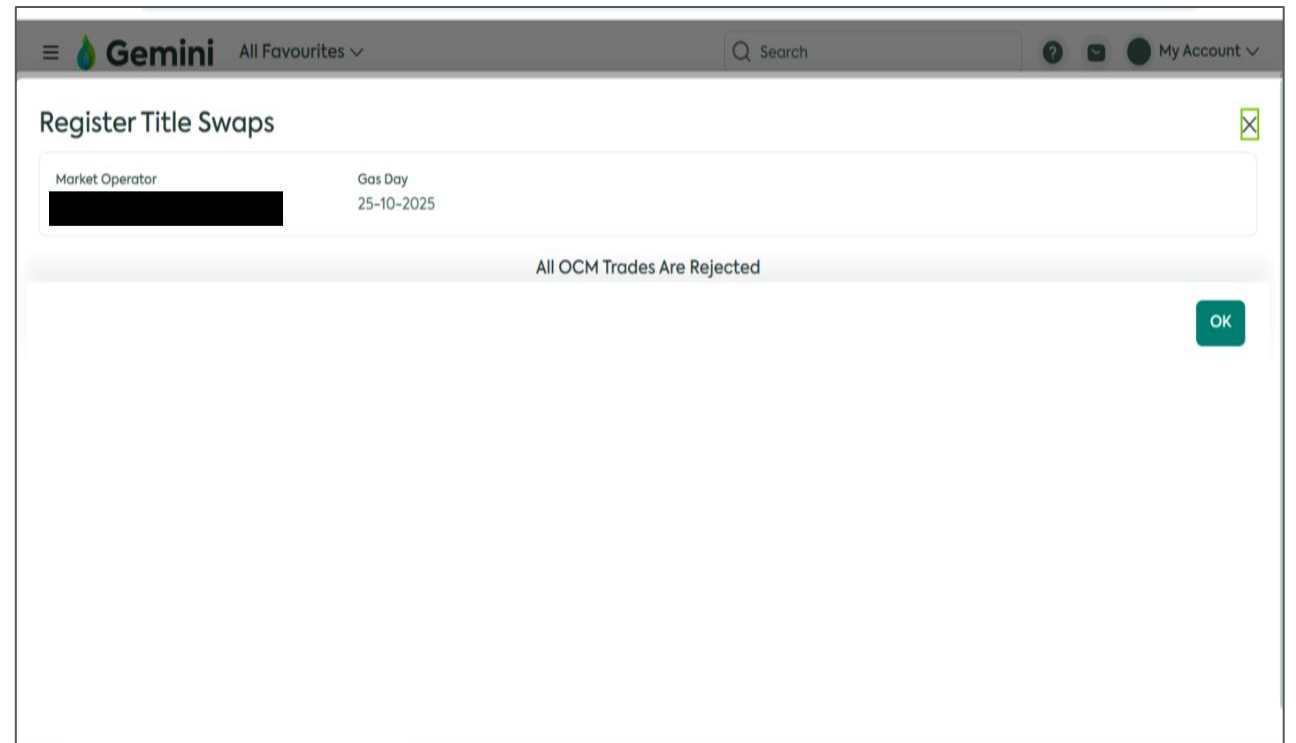 Gemini All Favourites Search My Account
Register Title Swaps
Market Operator Gas Day
25-10-2025
All OCM Trades Are Rejected
OK